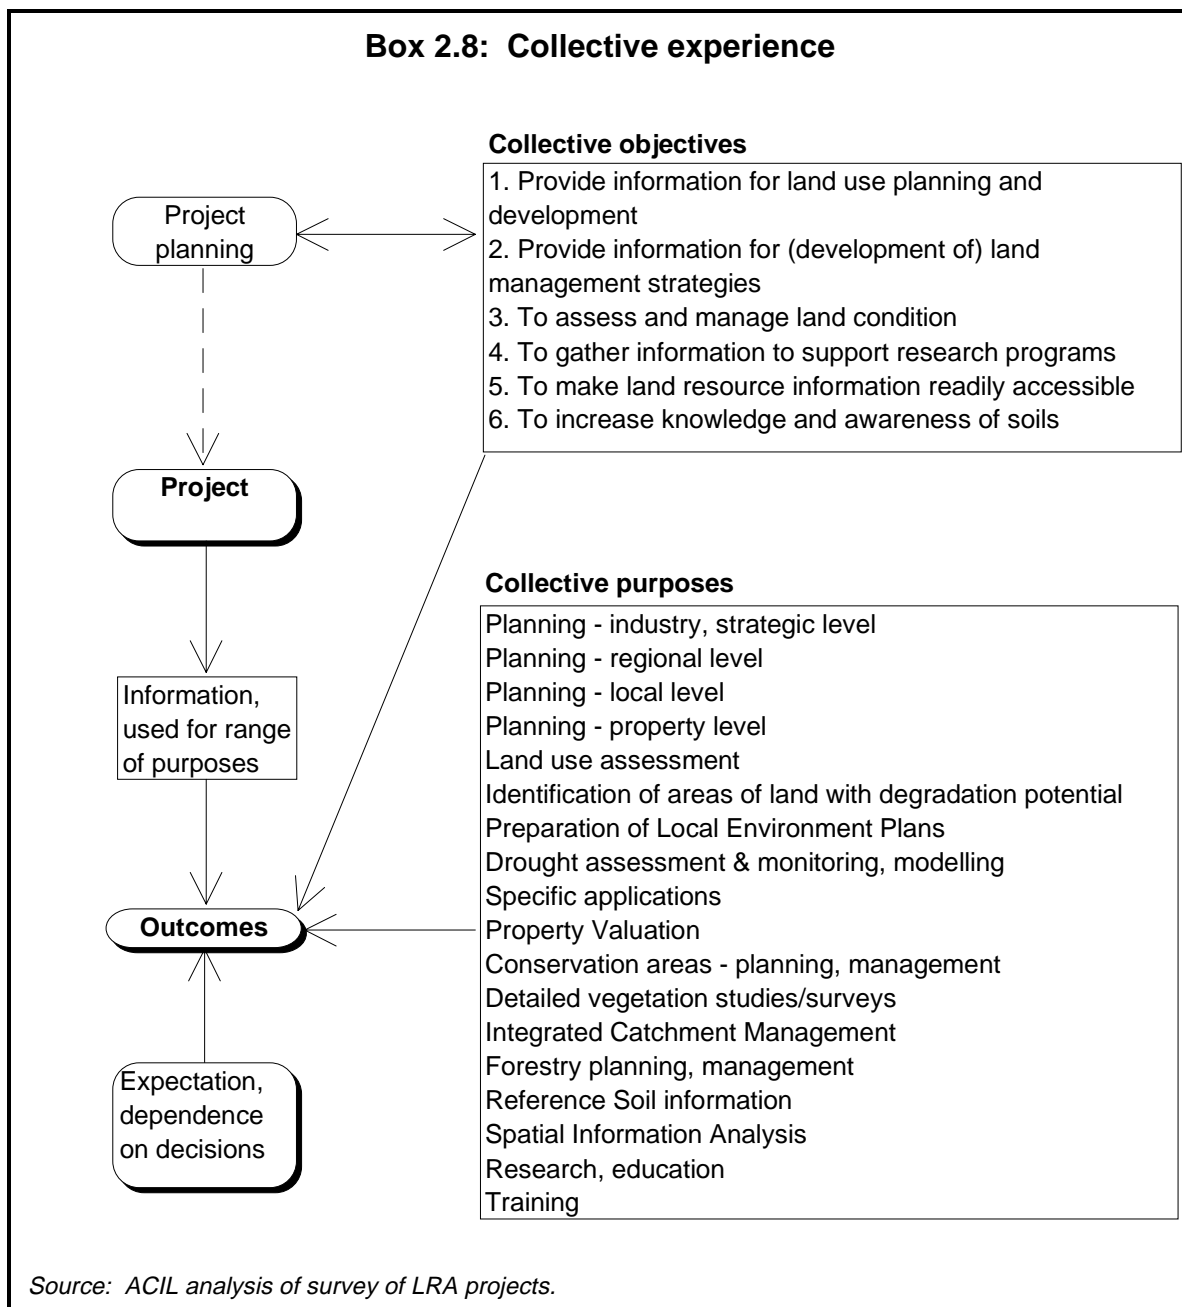 Box 2.8: Collective experience
Collective objectives
Project
planning
1. Provide information for land use planning and
development
2. Provide information for (development of) land
management strategies
3. To assess and manage land condition
4. To gather information to support research programs
5. To make land resource information readily accessible
6. To increase knowledge and awareness of soils
Project
Information,
used for range
of purposes
Outcomes
Expectation,
dependence
on decisions
Collective purposes
Planning - industry, strategic level
Planning - regional level
Planning - local level
Planning - property level
Land use assessment
Identification of areas of land with degradation potential
Preparation of Local Environment Plans
Drought assessment & monitoring, modelling
Specific applications
Property Valuation
Conservation areas - planning, management
Detailed vegetation studies/surveys
Integrated Catchment Management
Forestry planning, management
Reference Soil information
Spatial Information Analysis
Research, education
Training
Source: ACIL analysis of survey of LRA projects.